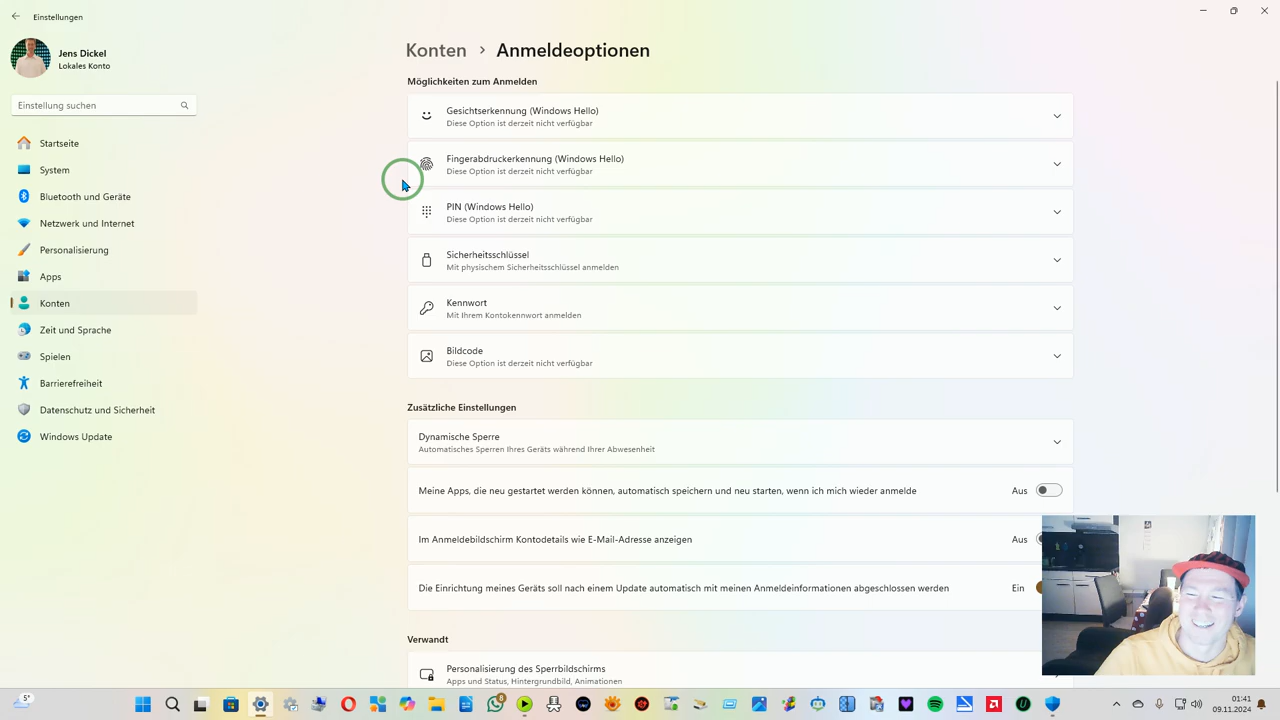 Einstellungen
Jens Dickel
Lokales Konto
Einstellung suchen
Startseite
System
Bluetooth und Geräte
Netzwerk und Internet
Personalisierung
Apps
Konten
Zeit und Sprache
Spielen
Barrierefreiheit
Datenschutz und Sicherheit
Windows Update
Konten > Anmeldeoptionen
Möglichkeiten zum Anmelden
Gesichtserkennung (Windows Hello)
Diese Option ist derzeit nicht verfügbar
Fingerabdruckerkennung (Windows Hello)
Diese Option ist derzeit nicht verfügbar
PIN (Windows Hello)
Diese Option ist derzeit nicht verfügbar
Sicherheitsschlüssel
Mit physischem Sicherheitsschlüssel anmelden
Kennwort
Mit Ihrem Kontokennwort anmelden
Bildcode
Diese Option ist derzeit nicht verfügbar
Zusätzliche Einstellungen
Dynamische Sperre
Automatisches Sperren Ihres Geräts während Ihrer Abwesenheit
Meine Apps, die neu gestartet werden können, automatisch speichern und neu starten, wenn ich mich wieder anmelde Aus
Im Anmeldebildschirm Kontodetails wie E-Mail-Adresse anzeigen Aus
Die Einrichtung meines Geräts soll nach einem Update automatisch mit meinen Anmeldeinformationen abgeschlossen werden Ein
Verwandt
Personalisierung des Sperrbildschirms
Apps und Status, Hintergrundbild, Animationen
5°
8
01:41
09.11.2024